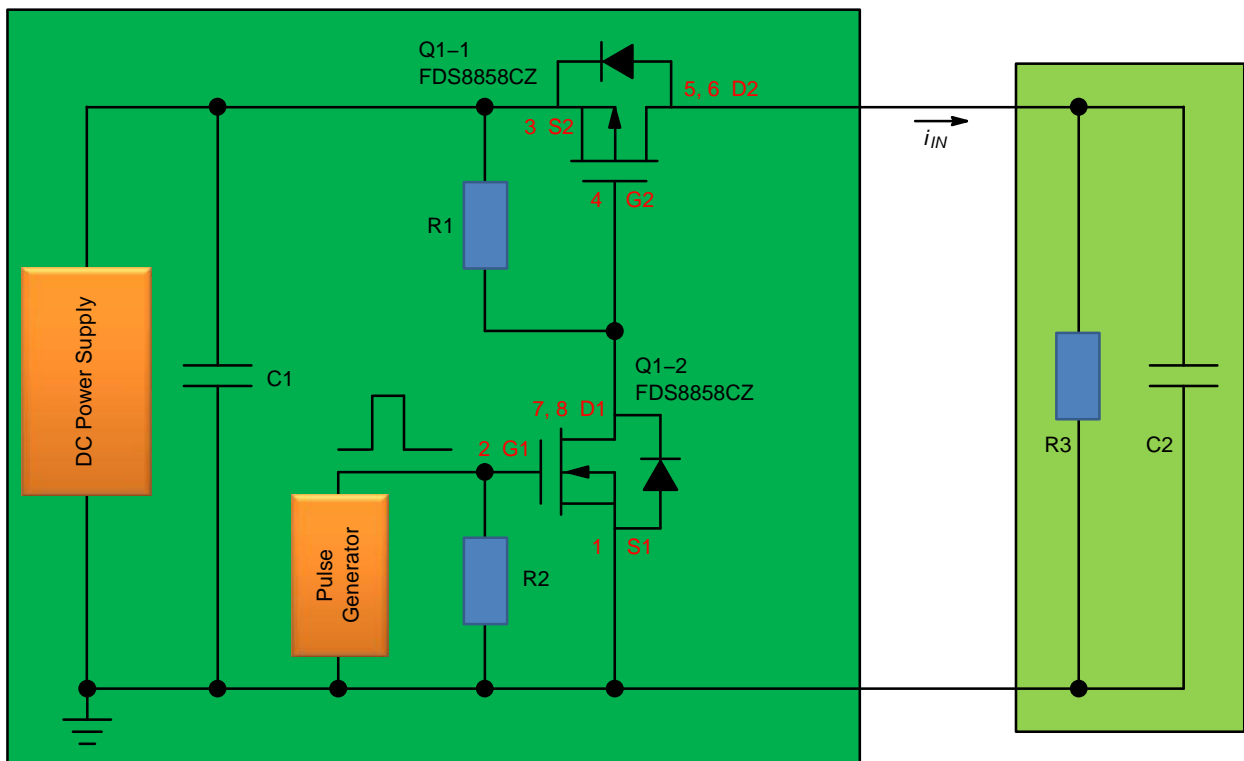 Q1–1
FDS8858CZ
5, 6 D2
3 S2
i_IN
4 G2
R1
DC Power Supply
C1
Q1–2
FDS8858CZ
7, 8 D1
2 G1
R3
C2
1 S1
Pulse
Generator
R2